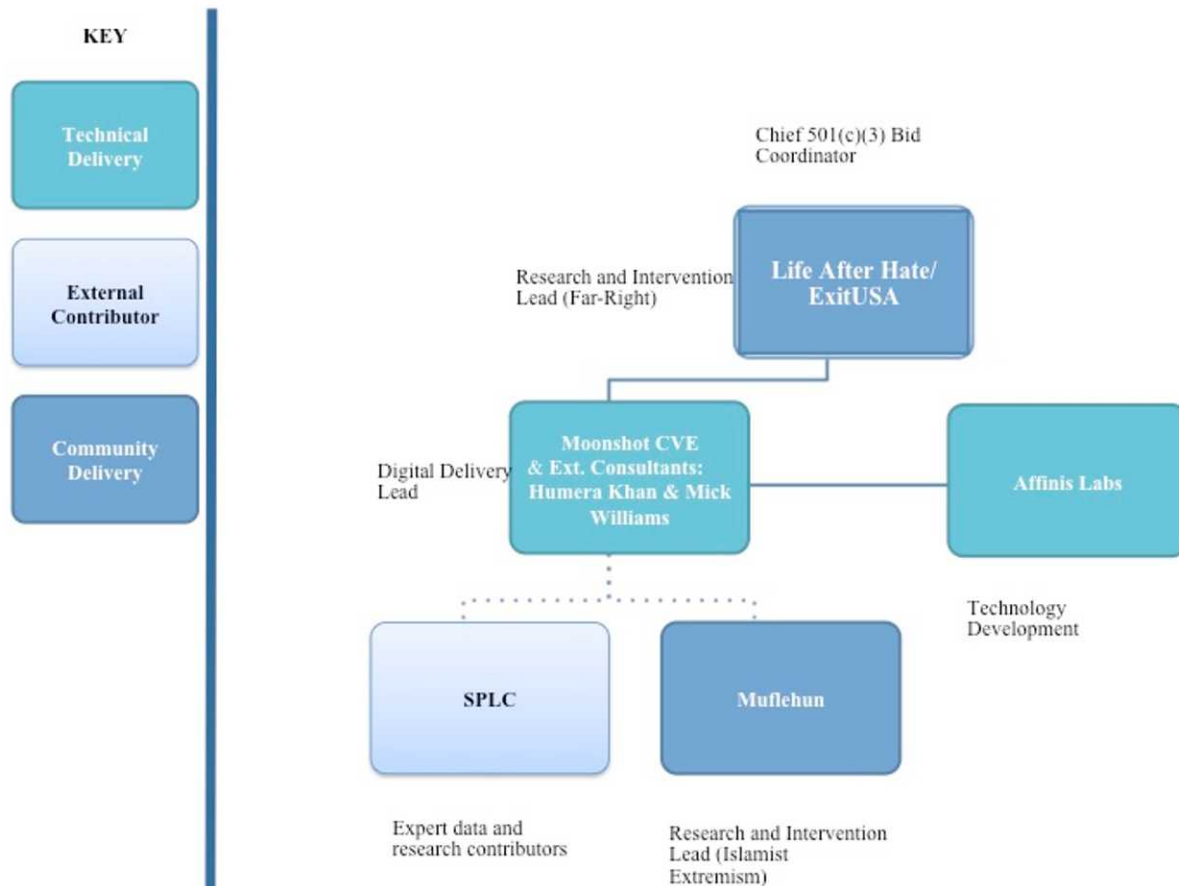 KEY
Technical
Delivery
External
Contributor
Community
Delivery
Chief 501(c)(3) Bid
Coordinator
Research and Intervention
Lead (Far-Right)
Life After Hate/
ExitUSA
Digital Delivery
Lead
Moonshot CVE
& Ext. Consultants:
Humera Khan & Mick
Williams
Affinis Labs
Technology
Development
SPLC
Muflehun
Expert data and
research contributors
Research and Intervention
Lead (Islamist
Extremism)